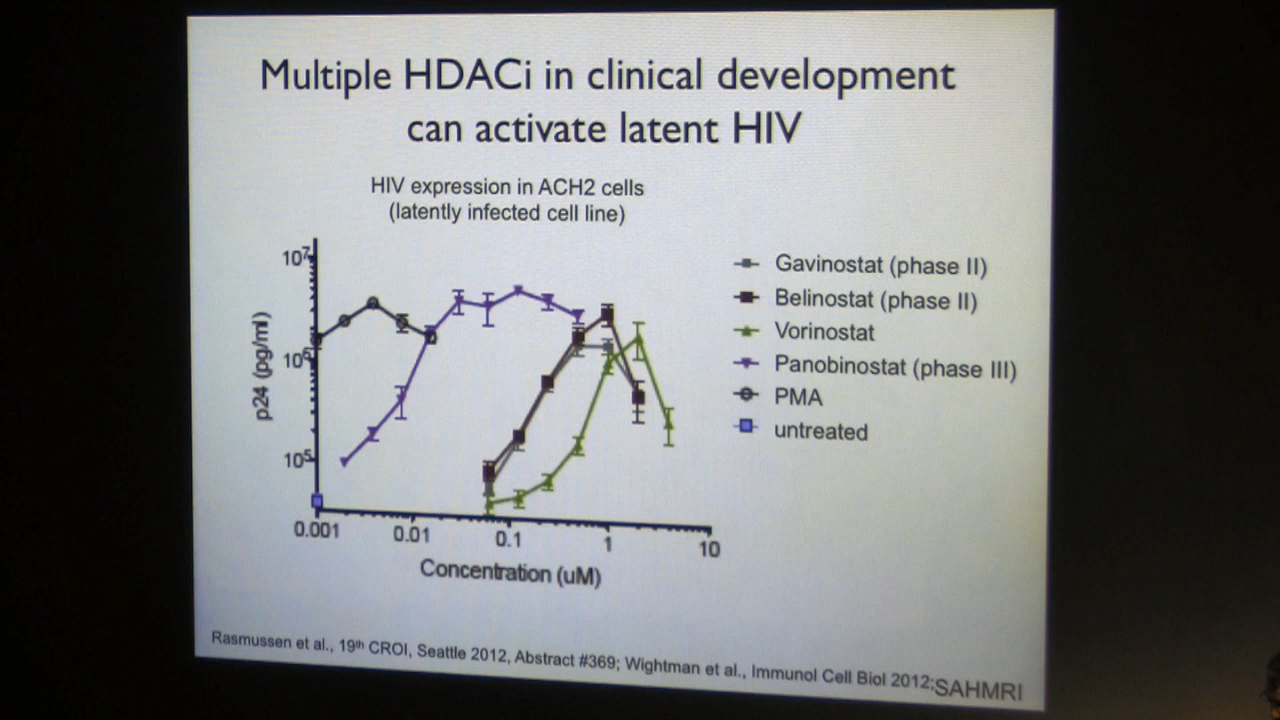 Multiple HDACi in clinical development
can activate latent HIV
HIV expression in ACH2 cells
(latently infected cell line)
10⁷
10⁶
10⁵
p24 (pg/ml)
0.001
0.01
0.1
1
10
Concentration (uM)
Gavinostat (phase II)
Belinostat (phase II)
Vorinostat
Panobinostat (phase III)
PMA
untreated
Rasmussen et al., 19th CROI, Seattle 2012, Abstract #369; Wightman et al., Immunol Cell Biol 2012;
SAHMRI